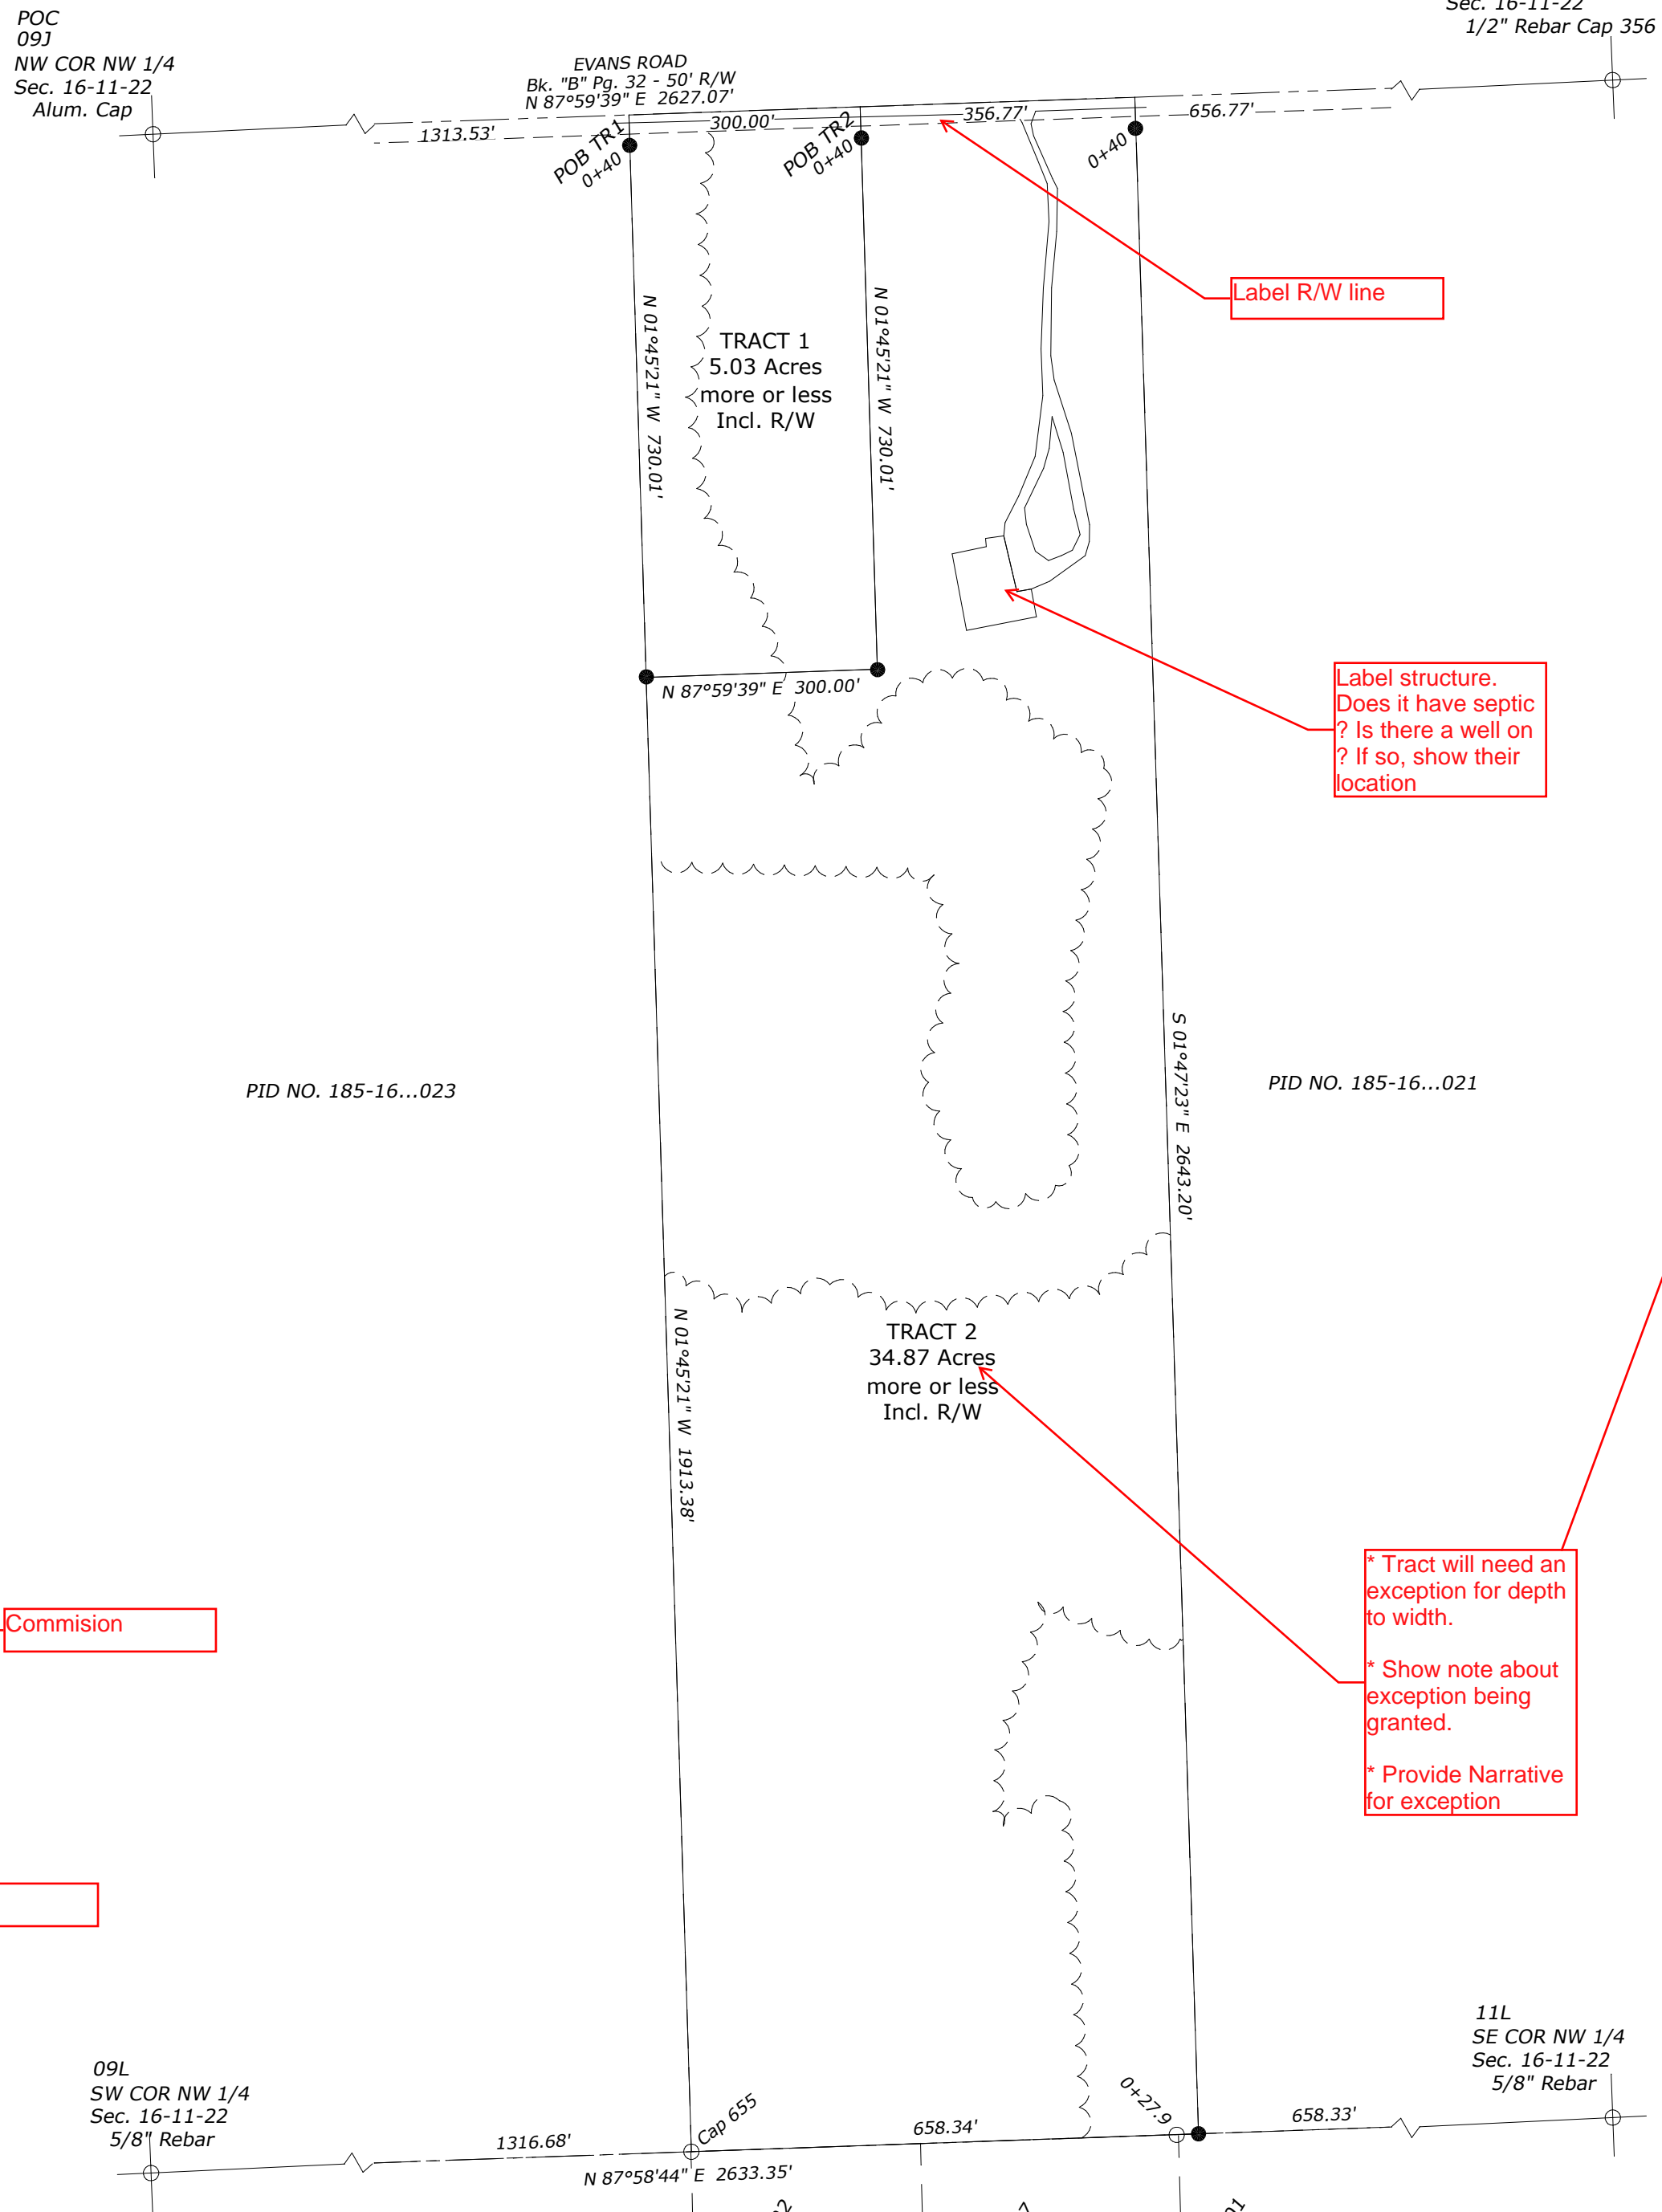 POC
09J
NW COR NW 1/4
Sec. 16-11-22
Alum. Cap
Sec. 16-11-22
1/2" Rebar Cap 356
EVANS ROAD
Bk. "B" Pg. 32 - 50' R/W
N 87°59'39" E 2627.07'
1313.53'
300.00'
356.77'
656.77'
POB TR1
0+40
POB TR2
0+40
0+40
Label R/W line
N 01°45'21" W 730.01'
TRACT 1
5.03 Acres
more or less
Incl. R/W
N 01°45'21" W 730.01'
N 87°59'39" E 300.00'
Label structure.
Does it have septic
? Is there a well on
? If so, show their
location
PID NO. 185-16...023
S 01°47'23" E 2643.20'
PID NO. 185-16...021
N 01°45'21" W 1913.38'
TRACT 2
34.87 Acres
more or less
Incl. R/W
* Tract will need an
exception for depth
to width.
* Show note about
exception being
granted.
* Provide Narrative
for exception
Commision
09L
SW COR NW 1/4
Sec. 16-11-22
5/8" Rebar
11L
SE COR NW 1/4
Sec. 16-11-22
5/8" Rebar
Cap 655
0+27.9
1316.68'
658.34'
658.33'
N 87°58'44" E 2633.35'